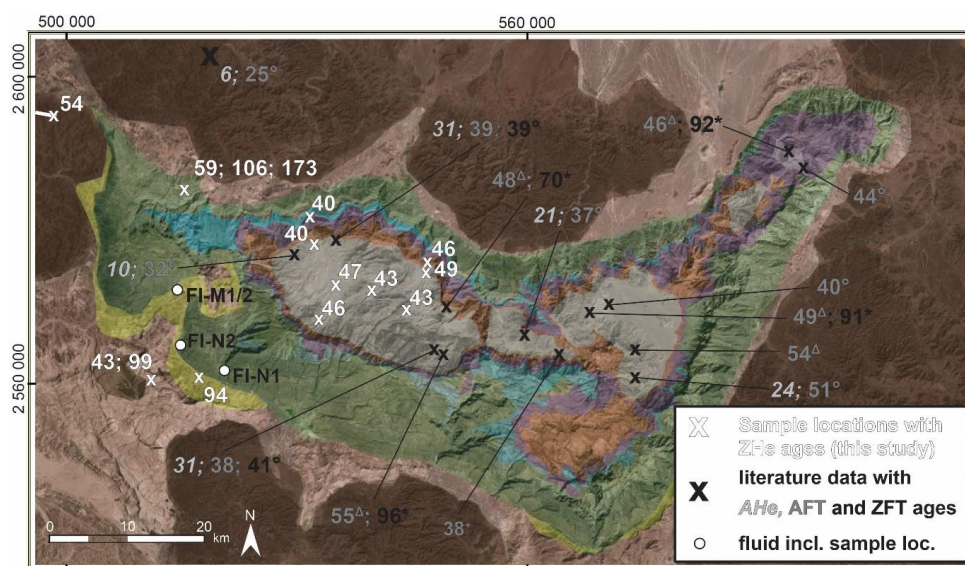 500 000
560 000
2 600 000
6; 25°
54
31; 39; 39°
46Δ; 92*
59; 106; 173
48Δ; 70*
44°
40
21; 37°
40
46
10; 32°
49
47
43
40°
FI-M1/2
46
43
49Δ; 91*
FI-N2
54Δ
43; 99
FI-N1
2 560 000
94
24; 51°
31; 38; 41°
55Δ; 96*
38+
0
10
20
km
N
X
Sample locations with
ZHe ages (this study)
X
literature data with
AHe, AFT and ZFT ages
fluid incl. sample loc.